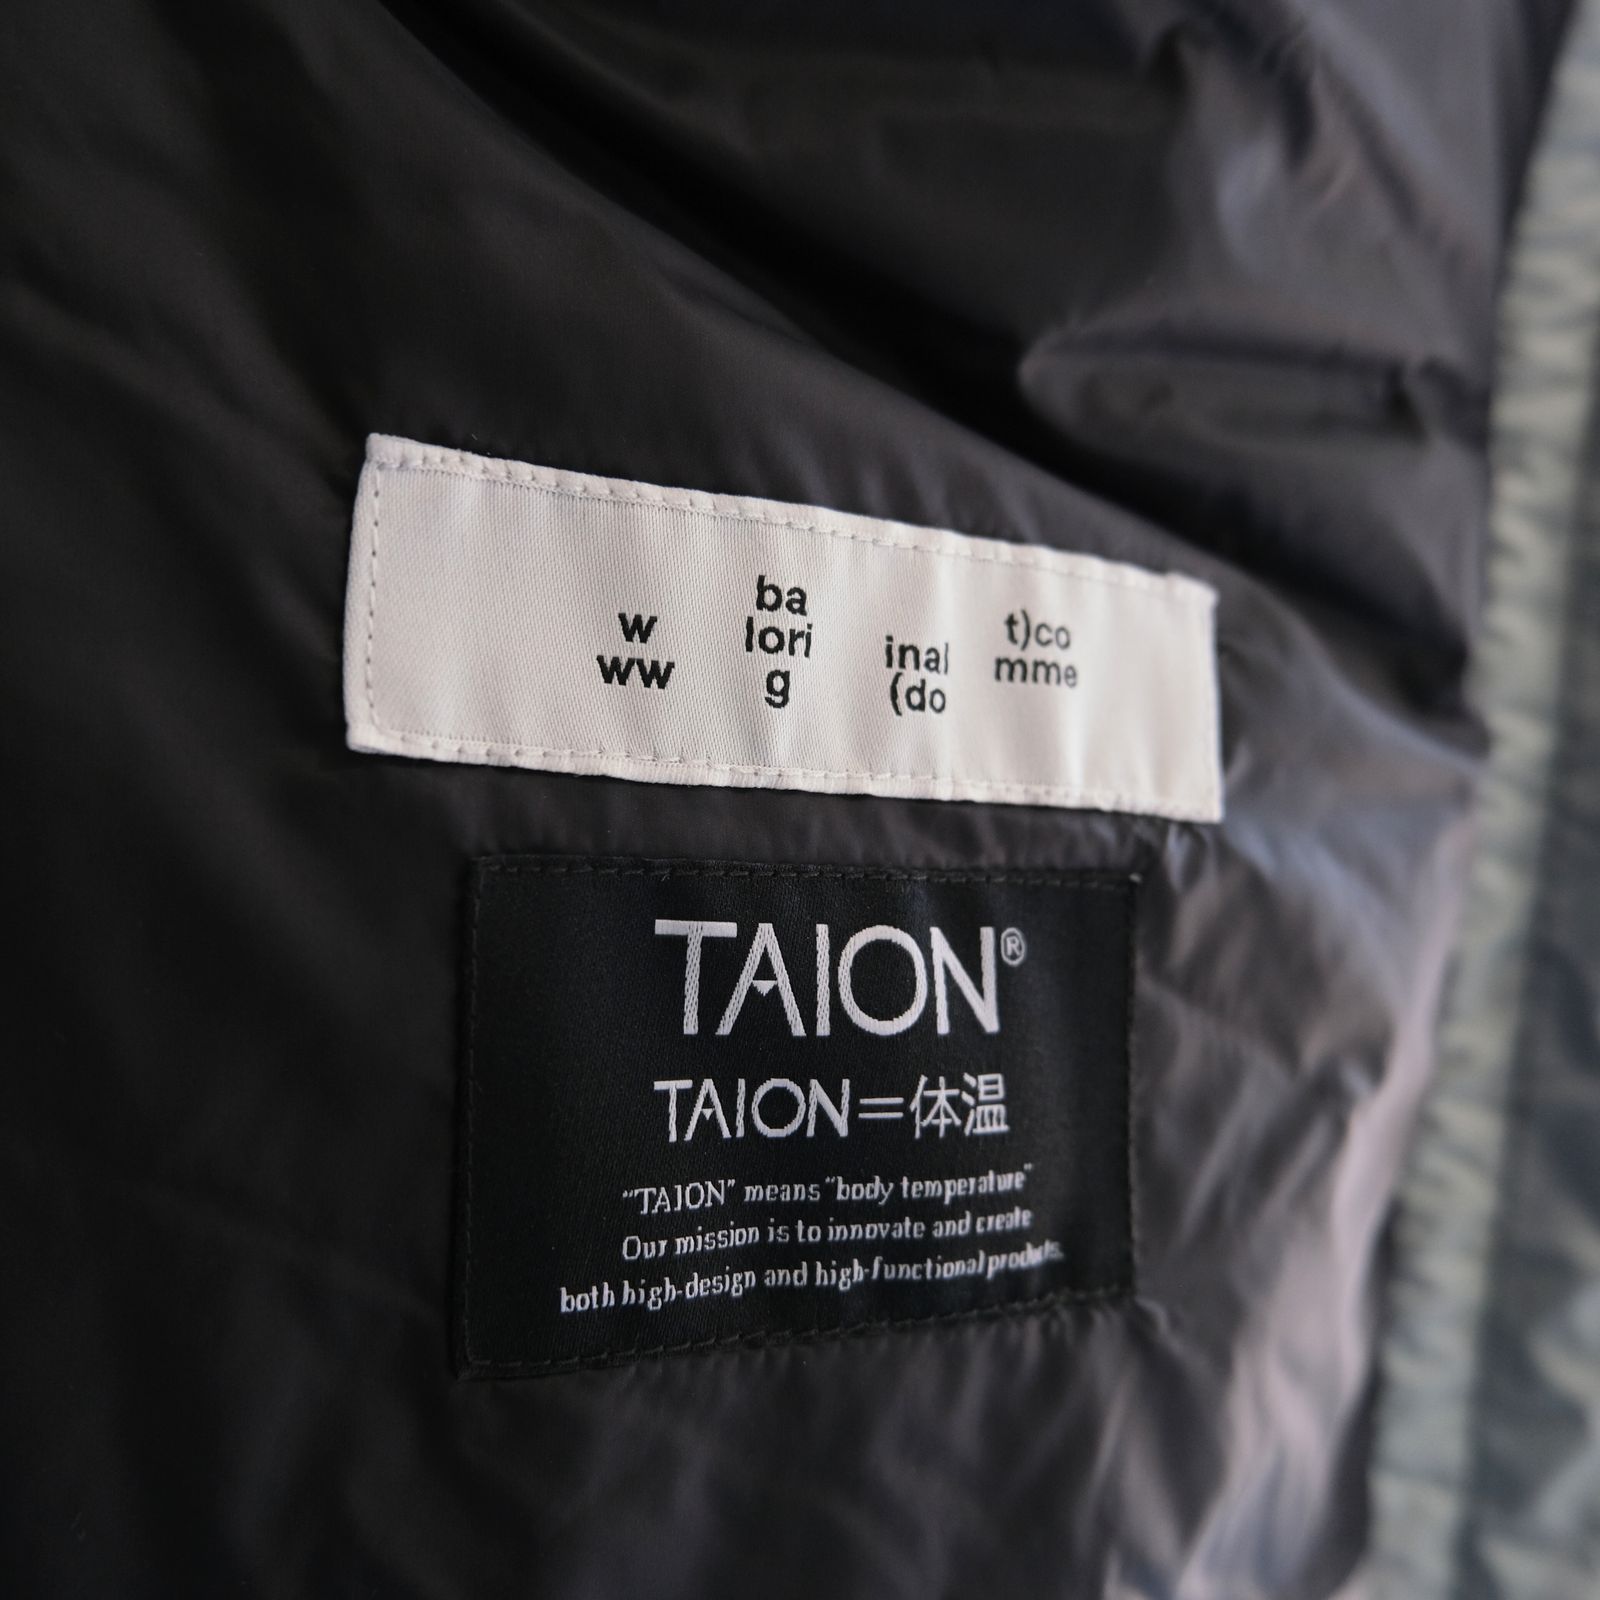 w
ww
ba
lori
g
inal
(do
t)co
mme
TAION®
TAION=体温
"TAION" means "body temperature"
Our mission is to innovate and create
both high-design and high-functional products.